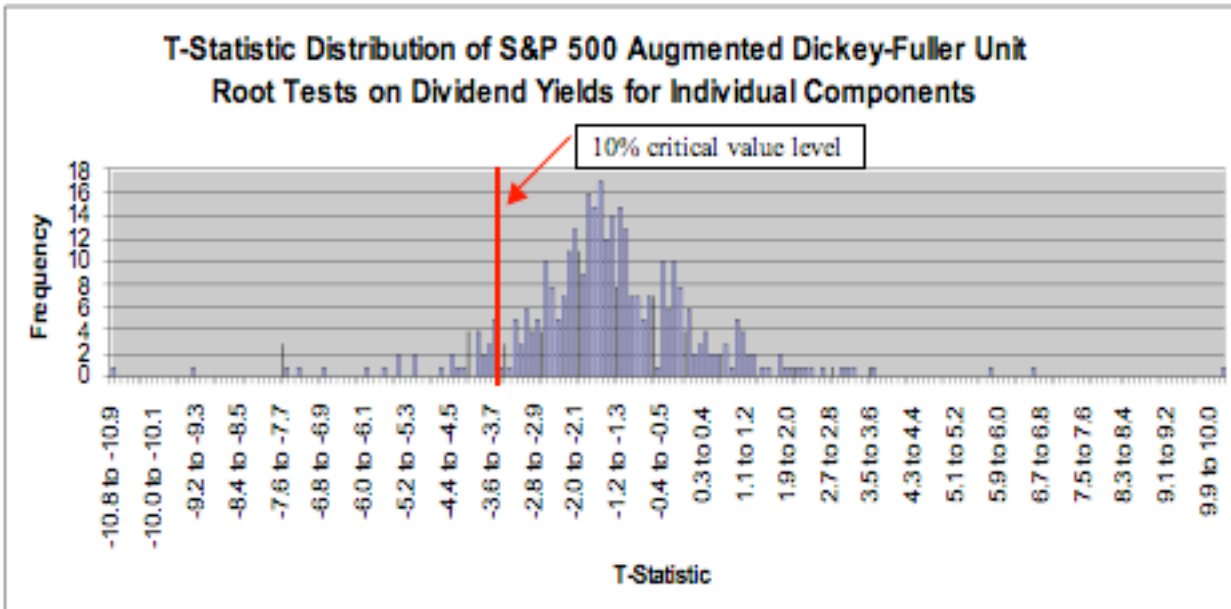 T-Statistic Distribution of S&P 500 Augmented Dickey-Fuller Unit
Root Tests on Dividend Yields for Individual Components
10% critical value level
Frequency
18
16
14
12
10
8
6
4
2
0
-10.8 to -10.9
-10.0 to -10.1
-9.2 to -9.3
-8.4 to -8.5
-7.6 to -7.7
-6.8 to -6.9
-6.0 to -6.1
-5.2 to -5.3
-4.4 to -4.5
-3.6 to -3.7
-2.8 to -2.9
-2.0 to -2.1
-1.2 to -1.3
-0.4 to -0.5
0.3 to 0.4
1.1 to 1.2
1.9 to 2.0
2.7 to 2.8
3.5 to 3.6
4.3 to 4.4
5.1 to 5.2
5.9 to 6.0
6.7 to 6.8
7.5 to 7.6
8.3 to 8.4
9.1 to 9.2
9.9 to 10.0
T-Statistic